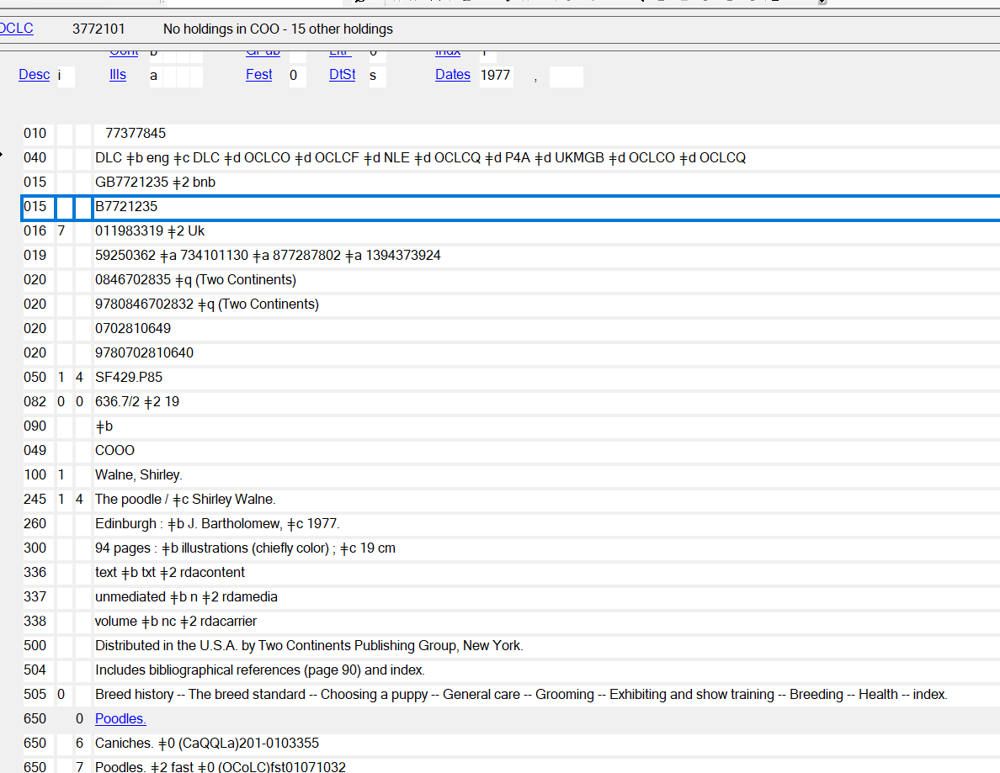 OCLC 3772101 No holdings in COO - 15 other holdings
Cont b GPub LitF 0 Indx 1
Desc i Ills a Fest 0 DtSt s Dates 1977 ,
010 77377845
040 DLC ǂb eng ǂc DLC ǂd OCLCO ǂd OCLCF ǂd NLE ǂd OCLCQ ǂd P4A ǂd UKMGB ǂd OCLCO ǂd OCLCQ
015 GB7721235 ǂ2 bnb
015 B7721235
016 7 011983319 ǂ2 Uk
019 59250362 ǂa 734101130 ǂa 877287802 ǂa 1394373924
020 0846702835 ǂq (Two Continents)
020 9780846702832 ǂq (Two Continents)
020 0702810649
020 9780702810640
050 1 4 SF429.P85
082 0 0 636.7/2 ǂ2 19
090 ǂb
049 COOO
100 1 Walne, Shirley.
245 1 4 The poodle / ǂc Shirley Walne.
260 Edinburgh : ǂb J. Bartholomew, ǂc 1977.
300 94 pages : ǂb illustrations (chiefly color) ; ǂc 19 cm
336 text ǂb txt ǂ2 rdacontent
337 unmediated ǂb n ǂ2 rdamedia
338 volume ǂb nc ǂ2 rdacarrier
500 Distributed in the U.S.A. by Two Continents Publishing Group, New York.
504 Includes bibliographical references (page 90) and index.
505 0 Breed history -- The breed standard -- Choosing a puppy -- General care -- Grooming -- Exhibiting and show training -- Breeding -- Health -- index.
650 0 Poodles.
650 6 Caniches. ǂ0 (CaQQLa)201-0103355
650 7 Poodles. ǂ2 fast ǂ0 (OCoLC)fst01071032